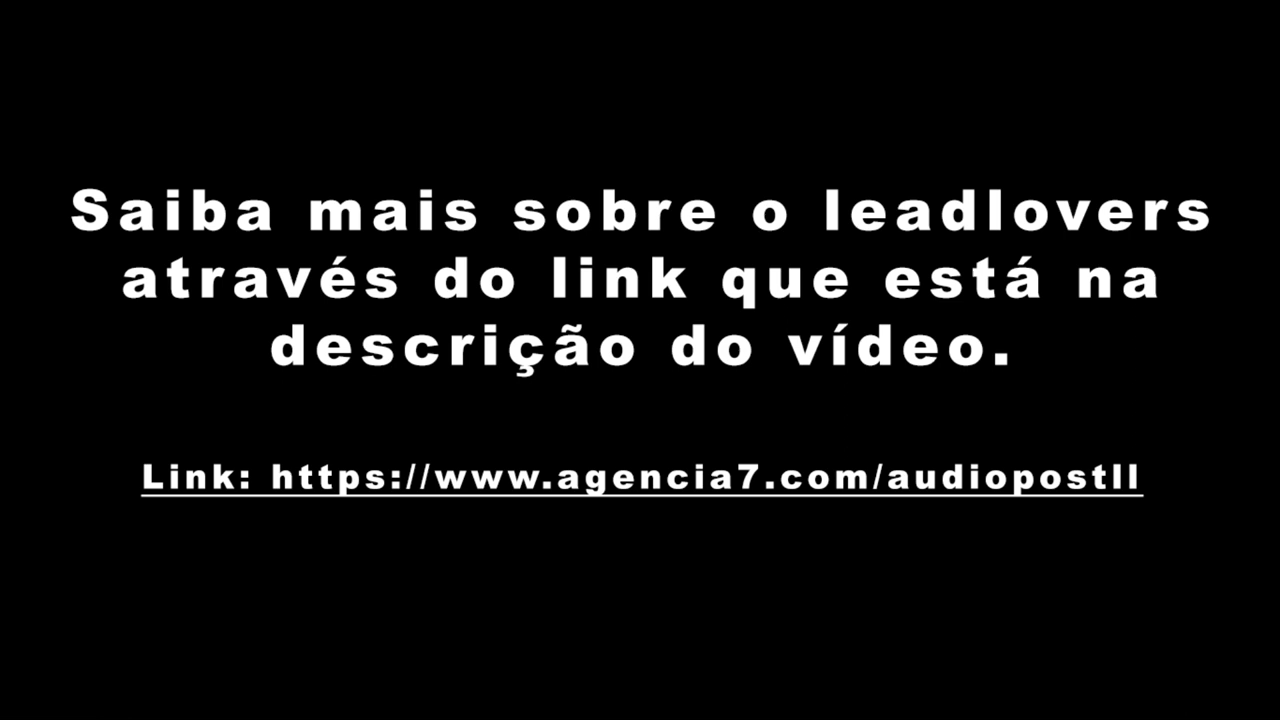 Saiba mais sobre o leadlovers
através do link que está na
descrição do vídeo.
Link: https://www.agencia7.com/audiopostll